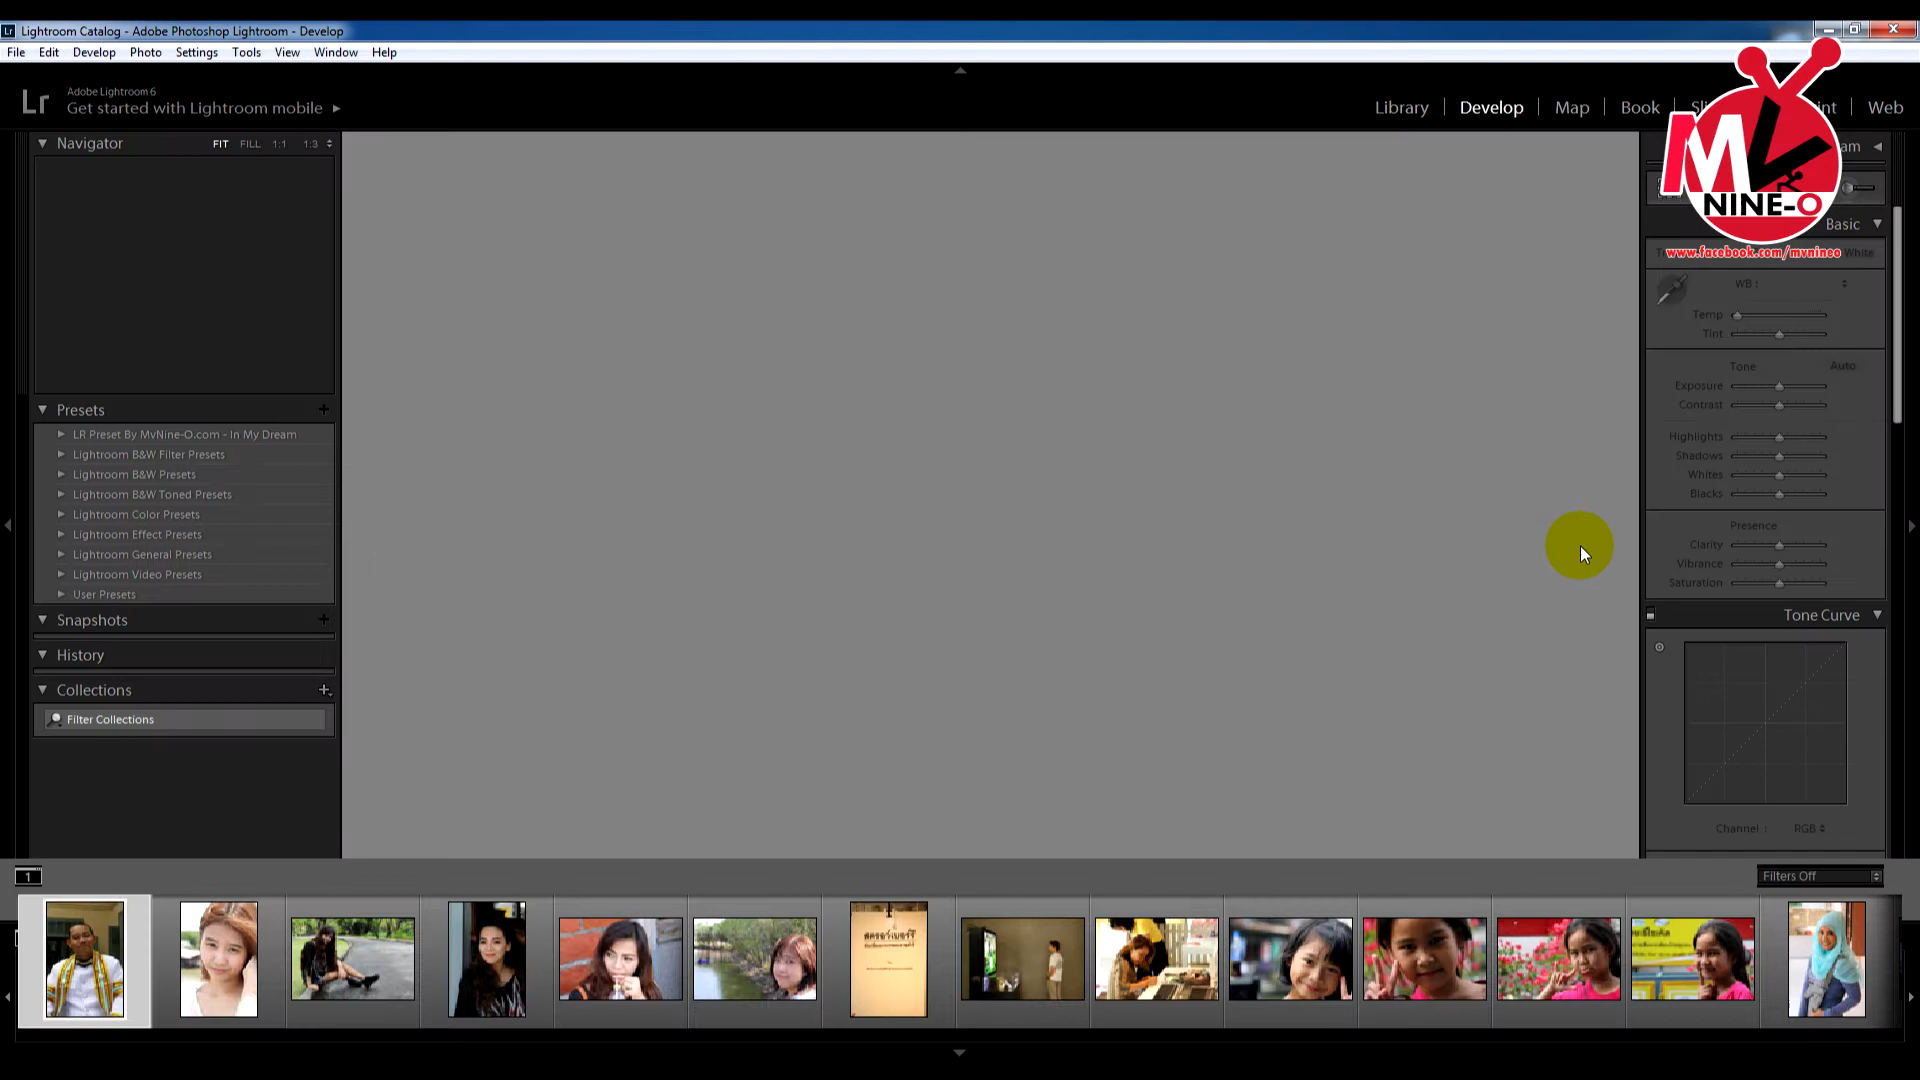 Lightroom Catalog - Adobe Photoshop Lightroom - Develop
File Edit Develop Photo Settings Tools View Window Help
Lr
Adobe Lightroom 6
Get started with Lightroom mobile
Library Develop Map Book Web
MV
NINE-O
www.facebook.com/mvnineo
Navigator FIT FILL 1:1 1:3
Basic
White
WB :
Temp
Tint
Tone Auto
Exposure
Contrast
Highlights
Shadows
Whites
Blacks
Presence
Clarity
Vibrance
Saturation
Tone Curve
Channel : RGB
Presets
LR Preset By MvNine-O.com - In My Dream
Lightroom B&W Filter Presets
Lightroom B&W Presets
Lightroom B&W Toned Presets
Lightroom Color Presets
Lightroom Effect Presets
Lightroom General Presets
Lightroom Video Presets
User Presets
Snapshots
History
Collections
Filter Collections
1
Filters Off